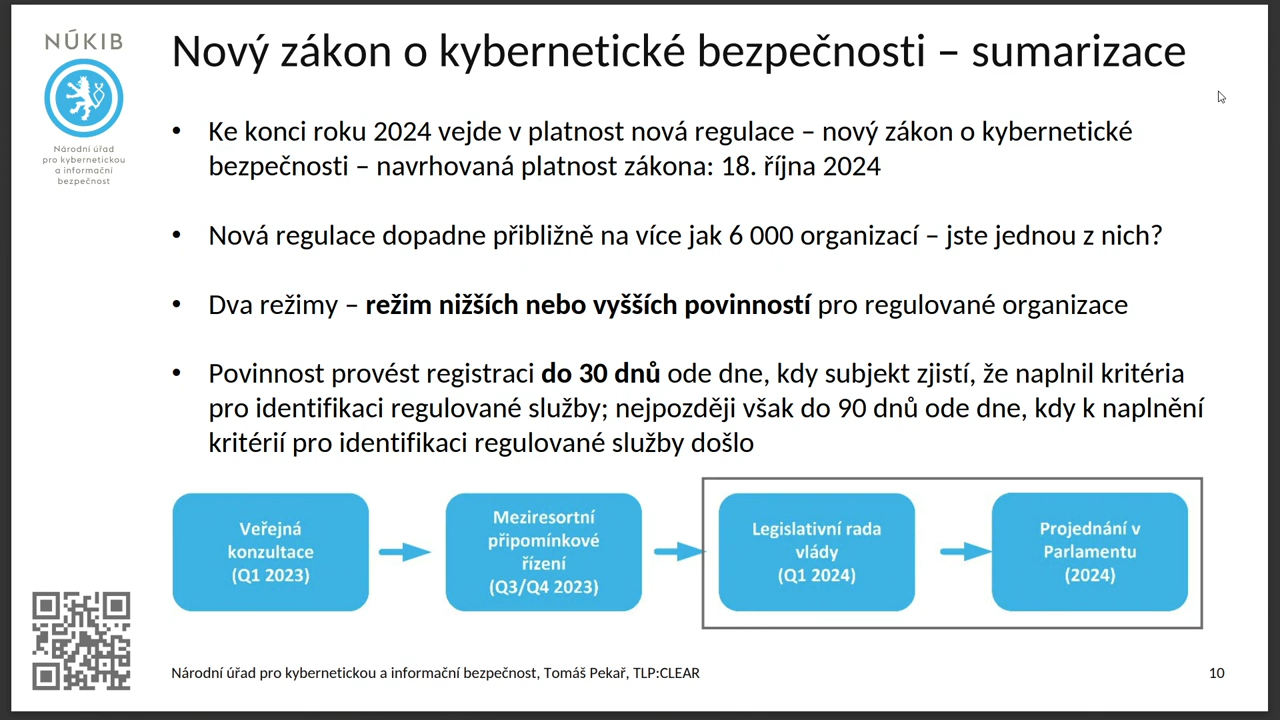 NÚKIB
Národní úřad
pro kybernetickou
a informační
bezpečnost
Nový zákon o kybernetické bezpečnosti – sumarizace
• Ke konci roku 2024 vejde v platnost nová regulace – nový zákon o kybernetické
bezpečnosti – navrhovaná platnost zákona: 18. října 2024
• Nová regulace dopadne přibližně na více jak 6 000 organizací – jste jednou z nich?
• Dva režimy – režim nižších nebo vyšších povinností pro regulované organizace
• Povinnost provést registraci do 30 dnů ode dne, kdy subjekt zjistí, že naplnil kritéria
pro identifikaci regulované služby; nejpozději však do 90 dnů ode dne, kdy k naplnění
kritérií pro identifikaci regulované služby došlo
Veřejná
konzultace
(Q1 2023)
Meziresortní
připomínkové
řízení
(Q3/Q4 2023)
Legislativní rada
vlády
(Q1 2024)
Projednání v
Parlamentu
(2024)
Národní úřad pro kybernetickou a informační bezpečnost, Tomáš Pekař, TLP:CLEAR
10